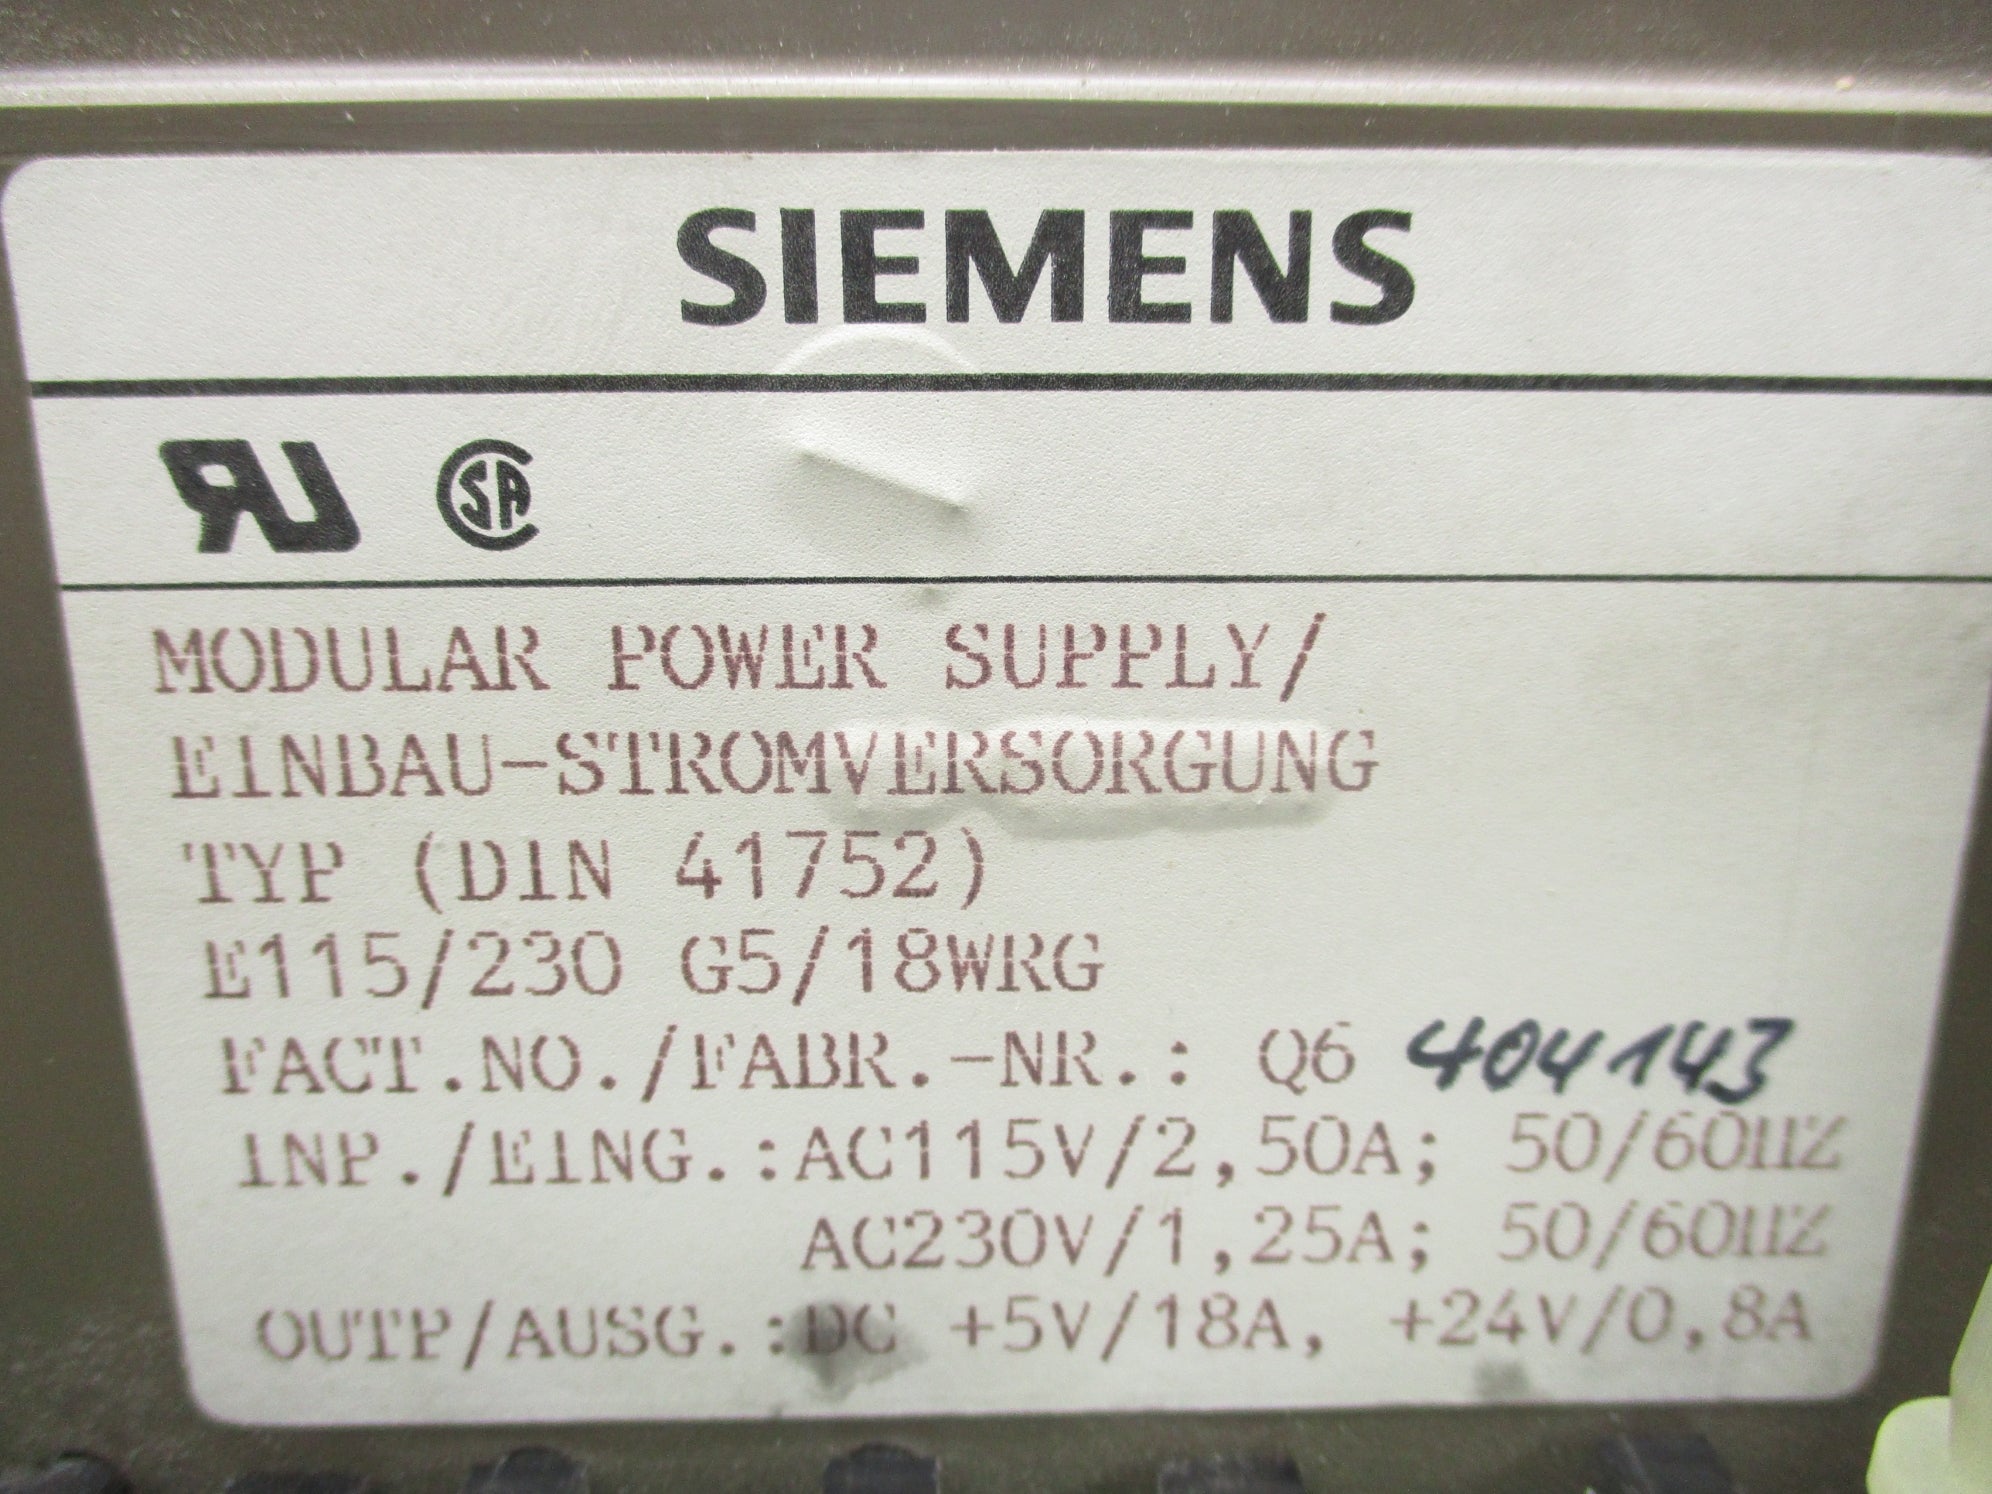 SIEMENS
RU CSA
MODULAR POWER SUPPLY/
EINBAU-STROMVERSORGUNG
TYP (DIN 41752)
E115/230 G5/18WRG
FACT.NO./FABR.-NR.: Q6 404143
INP./EING.:AC115V/2,50A; 50/60HZ
AC230V/1,25A; 50/60HZ
OUTP/AUSG.:DC +5V/18A, +24V/0,8A